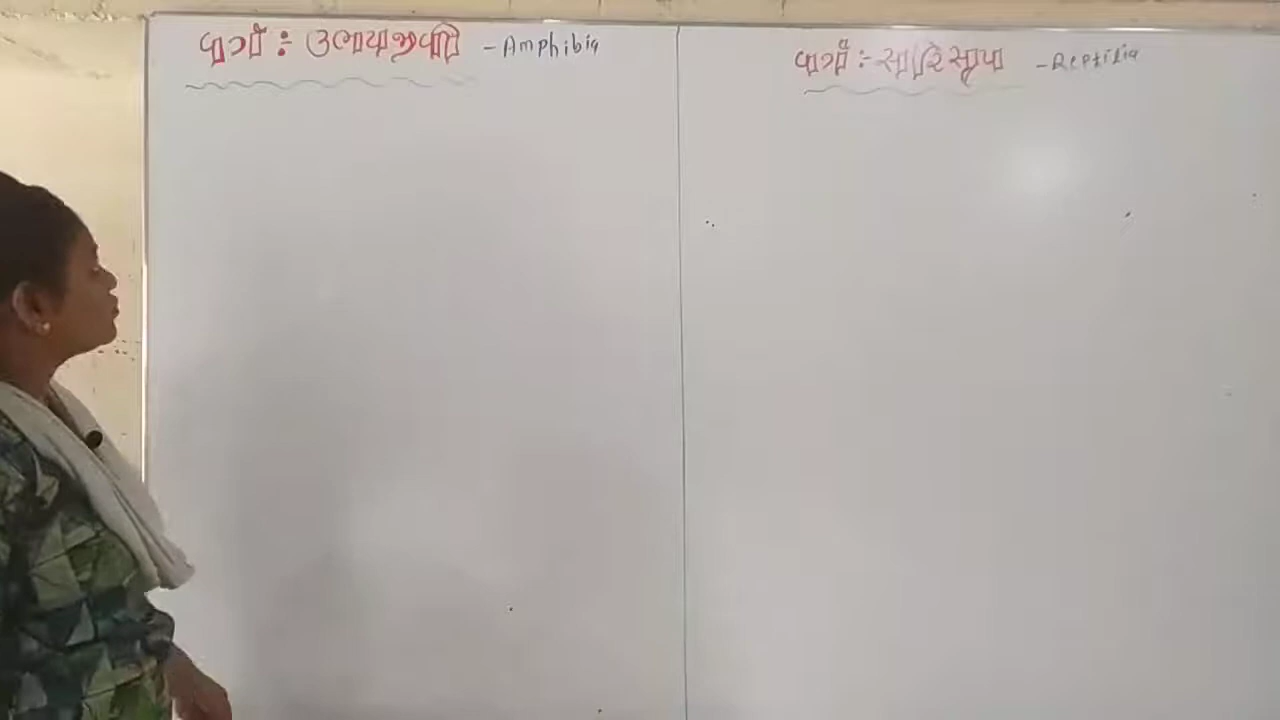 વર્ગ :- ઉભયજીવી - Amphibia
વર્ગ :- સરિસૃપ - Reptilia